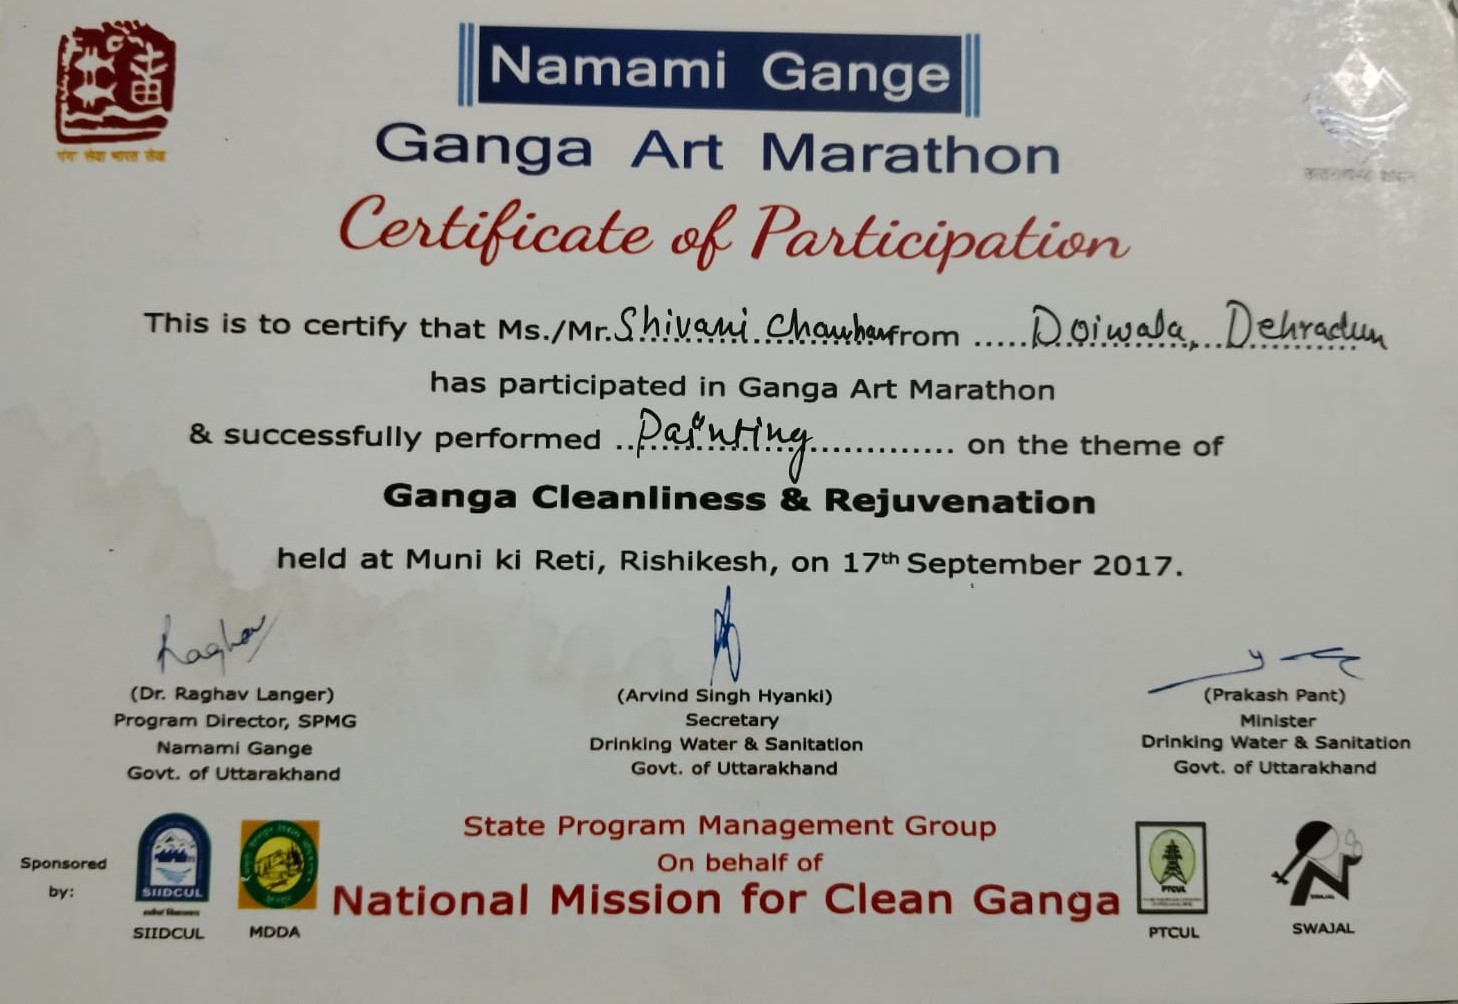 Namami Gange
Ganga Art Marathon
Certificate of Participation
This is to certify that Ms./Mr. Shivani Chauhan from ..... Doiwala, Dehradun
has participated in Ganga Art Marathon
& successfully performed .. Painting ............. on the theme of
Ganga Cleanliness & Rejuvenation
held at Muni ki Reti, Rishikesh, on 17th September 2017.
Raghav
(Dr. Raghav Langer)
Program Director, SPMG
Namami Gange
Govt. of Uttarakhand
(Arvind Singh Hyanki)
Secretary
Drinking Water & Sanitation
Govt. of Uttarakhand
(Prakash Pant)
Minister
Drinking Water & Sanitation
Govt. of Uttarakhand
Sponsored
by:
SIIDCUL
SIIDCUL
MDDA
State Program Management Group
On behalf of
National Mission for Clean Ganga
PTCUL
PTCUL
SWAJAL